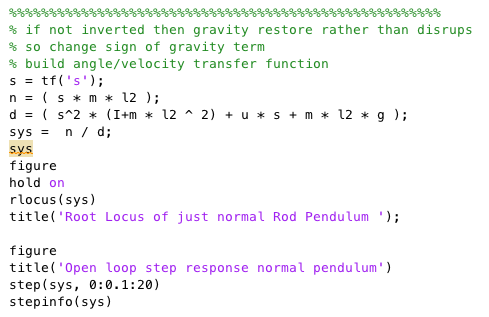 %%%%%%%%%%%%%%%%%%%%%%%%%%%%%%%%%%%%%%%%%%%%%%%%%%%%%%
% if not inverted then gravity restore rather than disrups
% so change sign of gravity term
% build angle/velocity transfer function
s = tf('s');
n = ( s * m * l2 );
d = ( s^2 * (I+m * l2 ^ 2) + u * s + m * l2 * g );
sys =  n / d;
sys
figure
hold on
rlocus(sys)
title('Root Locus of just normal Rod Pendulum ');

figure
title('Open loop step response normal pendulum')
step(sys, 0:0.1:20)
stepinfo(sys)